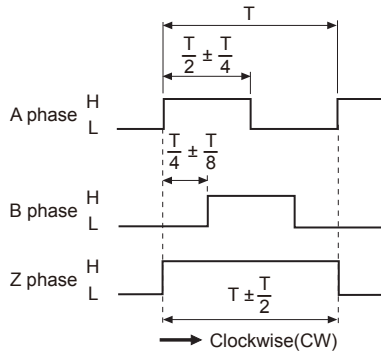 T
T/2 ± T/4
A phase H
L
T/4 ± T/8
B phase H
L
Z phase H
L
T ± T/2
Clockwise(CW)